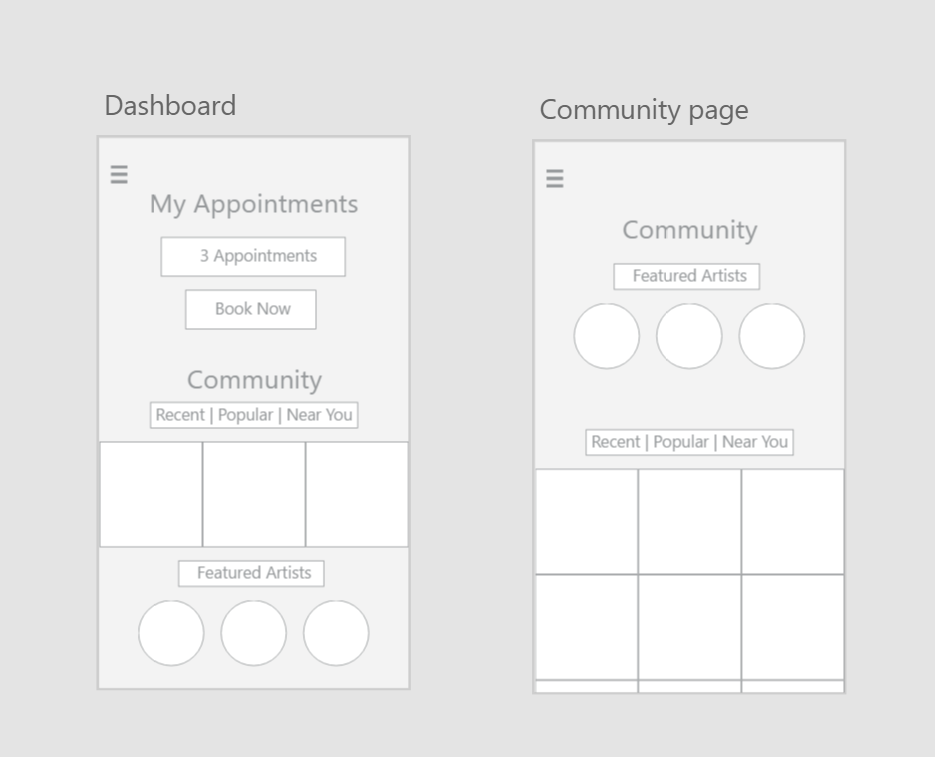 Dashboard
My Appointments
3 Appointments
Book Now
Community
Recent | Popular | Near You
Featured Artists
Community page
Community
Featured Artists
Recent | Popular | Near You